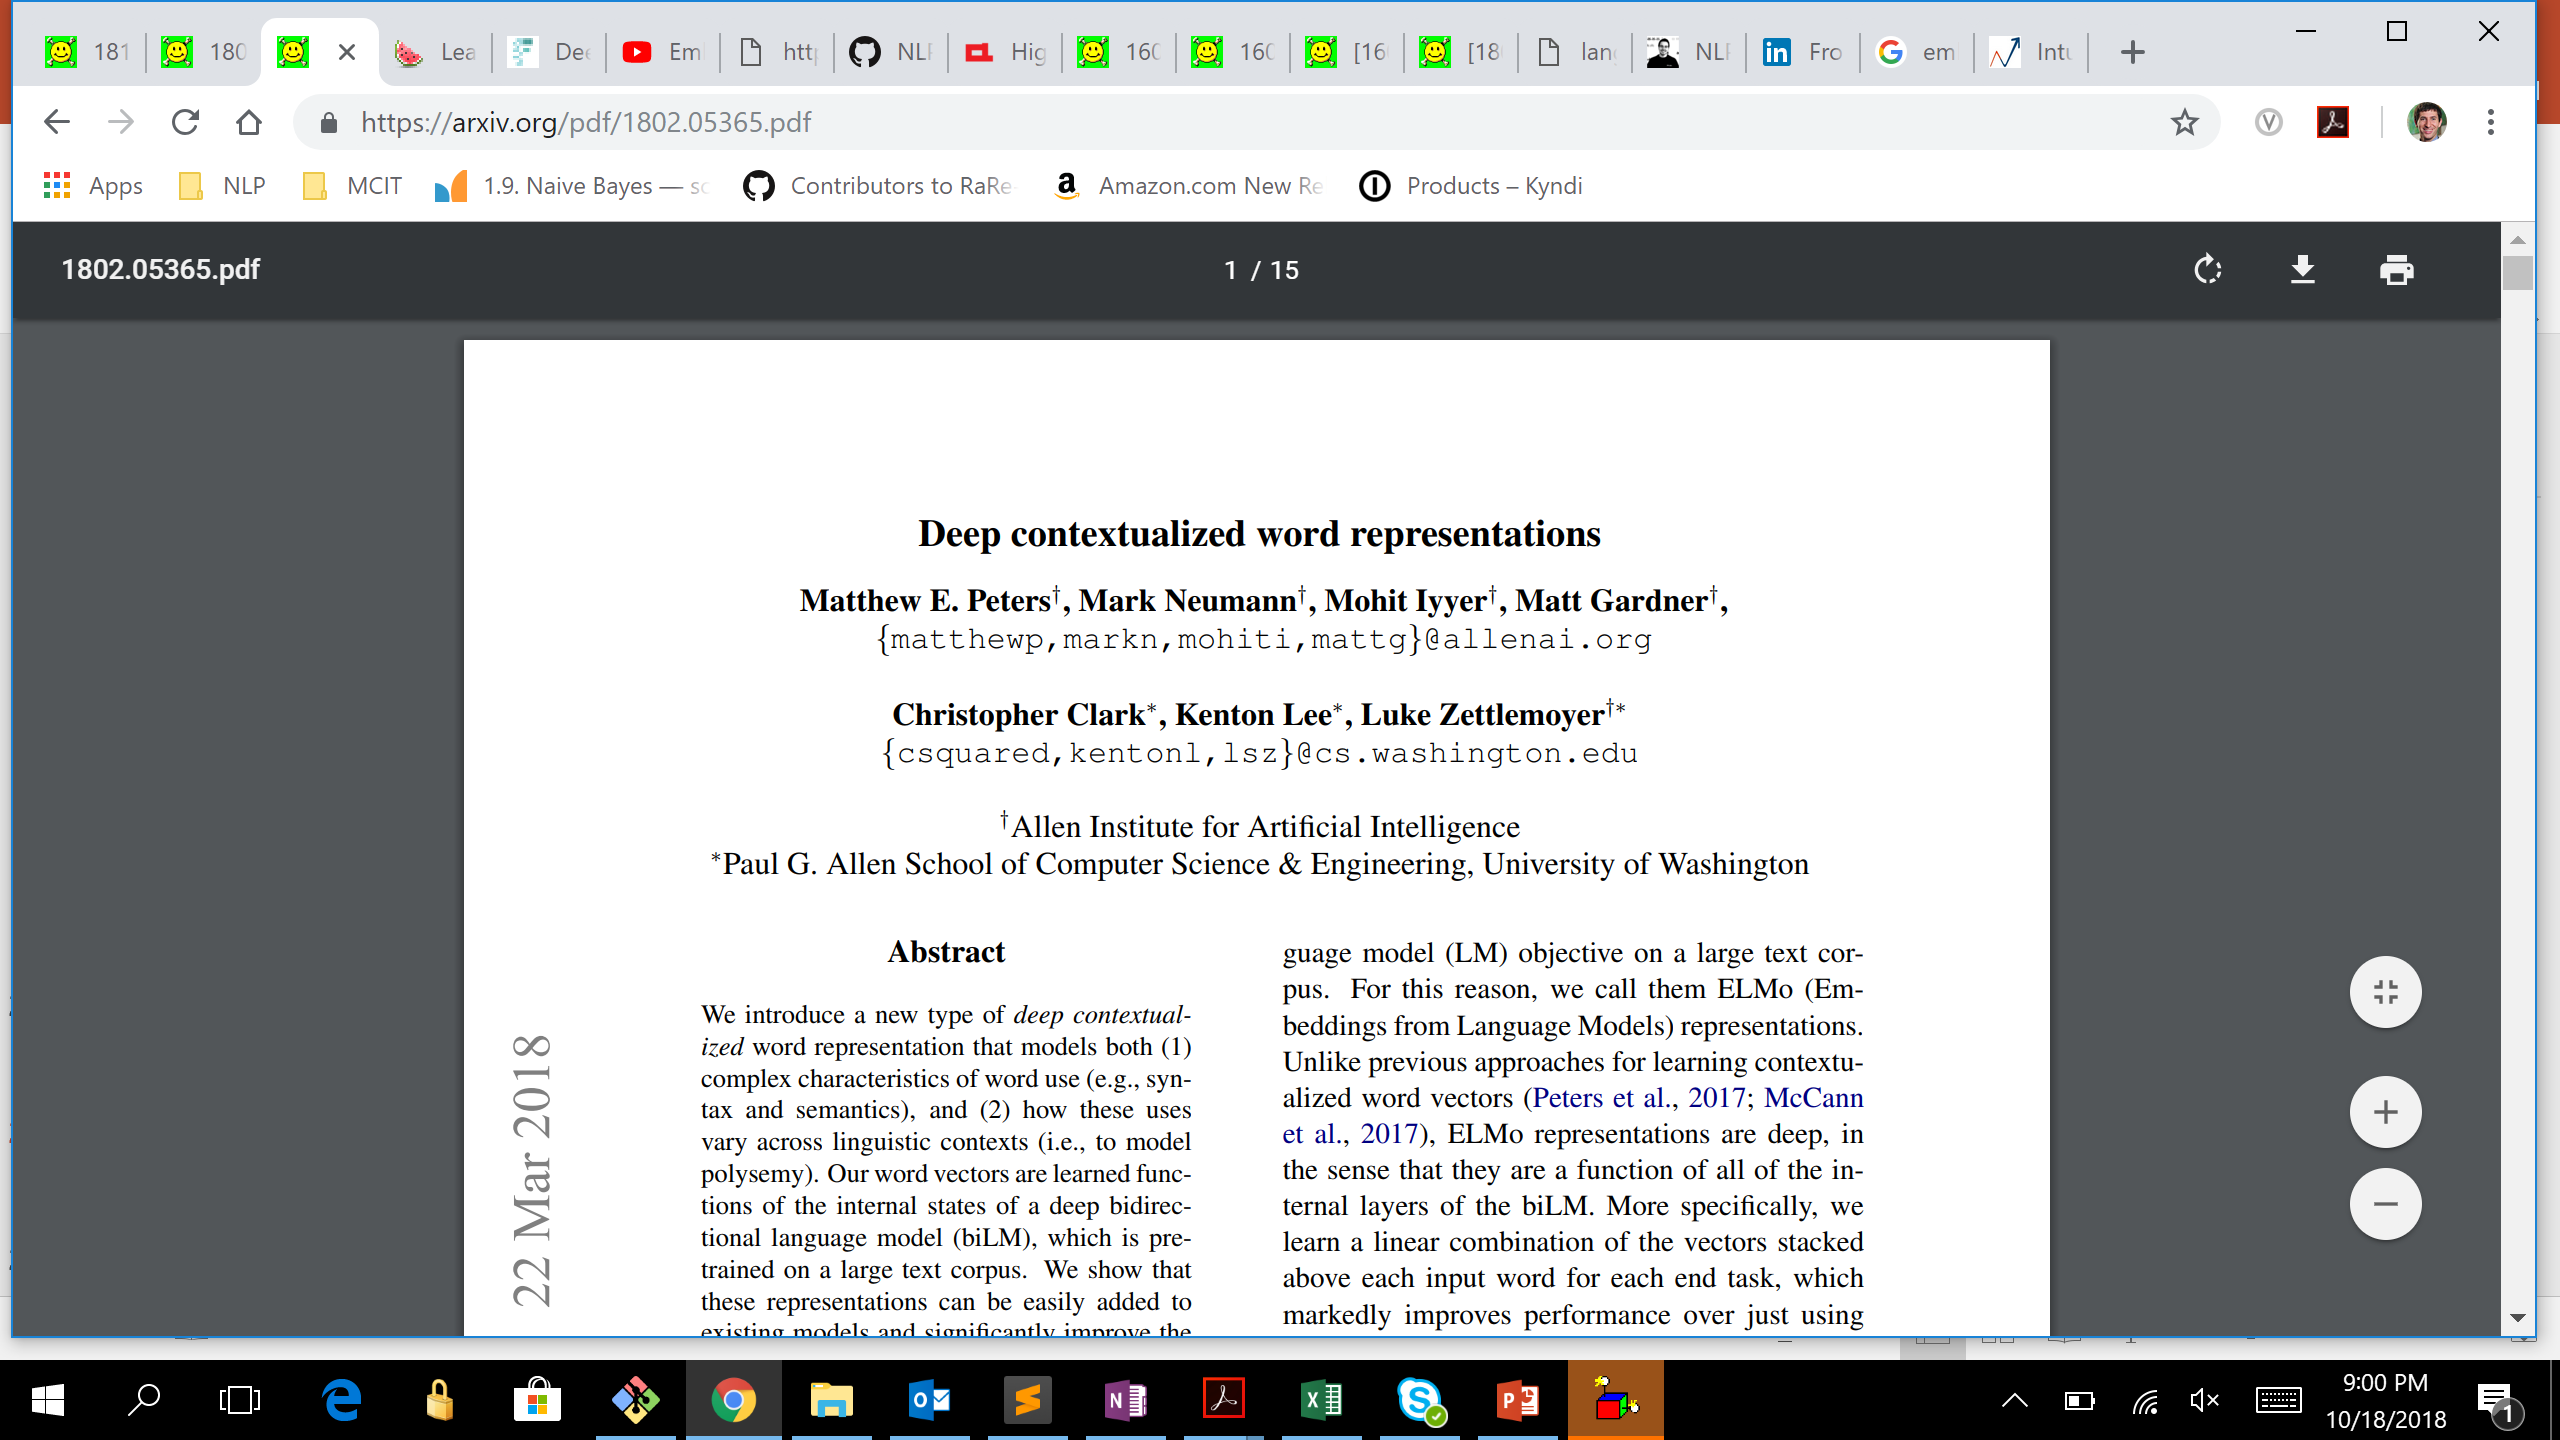 181
180
Lea
Dee
Em
htt
NLP
Hig
160
160
[16
[18
lan
NLP
Fro
em
Intu
https://arxiv.org/pdf/1802.05365.pdf
Apps
NLP
MCIT
1.9. Naive Bayes — sc
Contributors to RaRe
Amazon.com New Re
Products – Kyndi
1802.05365.pdf
1 / 15
Deep contextualized word representations
Matthew E. Peters†, Mark Neumann†, Mohit Iyyer†, Matt Gardner†,
{matthewp,markn,mohiti,mattg}@allenai.org
Christopher Clark*, Kenton Lee*, Luke Zettlemoyer†*
{csquared,kentonl,lsz}@cs.washington.edu
†Allen Institute for Artificial Intelligence
*Paul G. Allen School of Computer Science & Engineering, University of Washington
22 Mar 2018
Abstract
We introduce a new type of deep contextual-
ized word representation that models both (1)
complex characteristics of word use (e.g., syn-
tax and semantics), and (2) how these uses
vary across linguistic contexts (i.e., to model
polysemy). Our word vectors are learned func-
tions of the internal states of a deep bidirec-
tional language model (biLM), which is pre-
trained on a large text corpus. We show that
these representations can be easily added to
existing models and significantly improve the
guage model (LM) objective on a large text cor-
pus. For this reason, we call them ELMo (Em-
beddings from Language Models) representations.
Unlike previous approaches for learning contextu-
alized word vectors (Peters et al., 2017; McCann
et al., 2017), ELMo representations are deep, in
the sense that they are a function of all of the in-
ternal layers of the biLM. More specifically, we
learn a linear combination of the vectors stacked
above each input word for each end task, which
markedly improves performance over just using
9:00 PM
10/18/2018
1